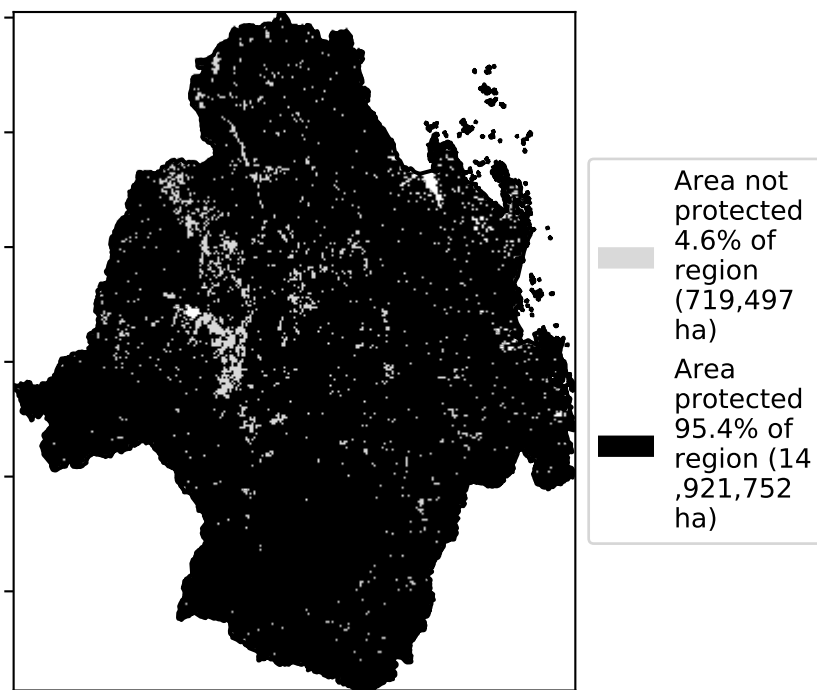 Area not
protected
4.6% of
region
(719,497
ha)
Area
protected
95.4% of
region (14
,921,752
ha)